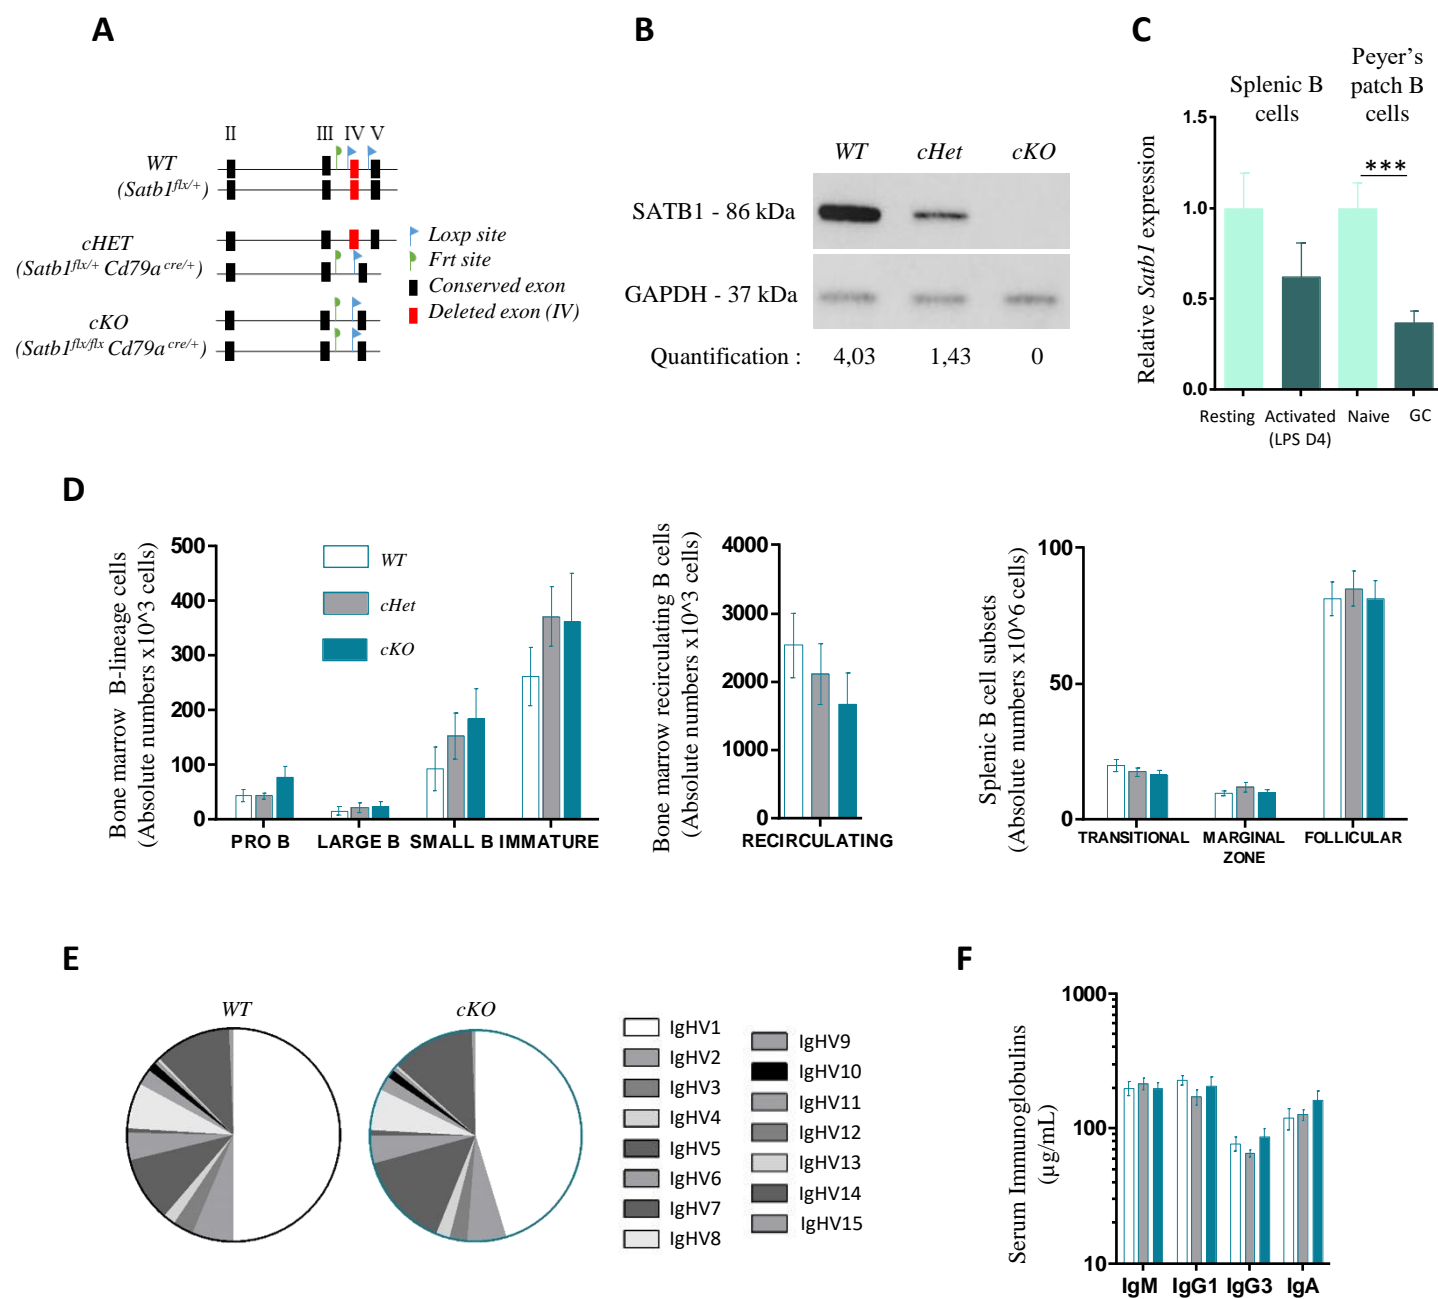 A
II III IV V
WT
(Satb1flx/+)
cHET
(Satb1flx/+ Cd79a cre/+)
cKO
(Satb1flx/flx Cd79a cre/+)
Loxp site
Frt site
Conserved exon
Deleted exon (IV)
B
WT cHet cKO
SATB1 - 86 kDa
GAPDH - 37 kDa
Quantification : 4,03 1,43 0
C
Splenic B
cells
Peyer's
patch B
cells
Relative Satb1 expression
1.5
1.0
0.5
0.0
***
Resting Activated Naive GC
(LPS D4)
D
Bone marrow B-lineage cells
(Absolute numbers x10^3 cells)
500
400
300
200
100
0
WT
cHet
cKO
PRO B LARGE B SMALL B IMMATURE
Bone marrow recirculating B cells
(Absolute numbers x10^3 cells)
4000
3000
2000
1000
0
RECIRCULATING
Splenic B cell subsets
(Absolute numbers x10^6 cells)
100
50
0
TRANSITIONAL MARGINAL FOLLICULAR
ZONE
E
WT cKO
IgHV1
IgHV2
IgHV3
IgHV4
IgHV5
IgHV6
IgHV7
IgHV8
IgHV9
IgHV10
IgHV11
IgHV12
IgHV13
IgHV14
IgHV15
F
Serum Immunoglobulins
(µg/mL)
1000
100
10
IgM IgG1 IgG3 IgA